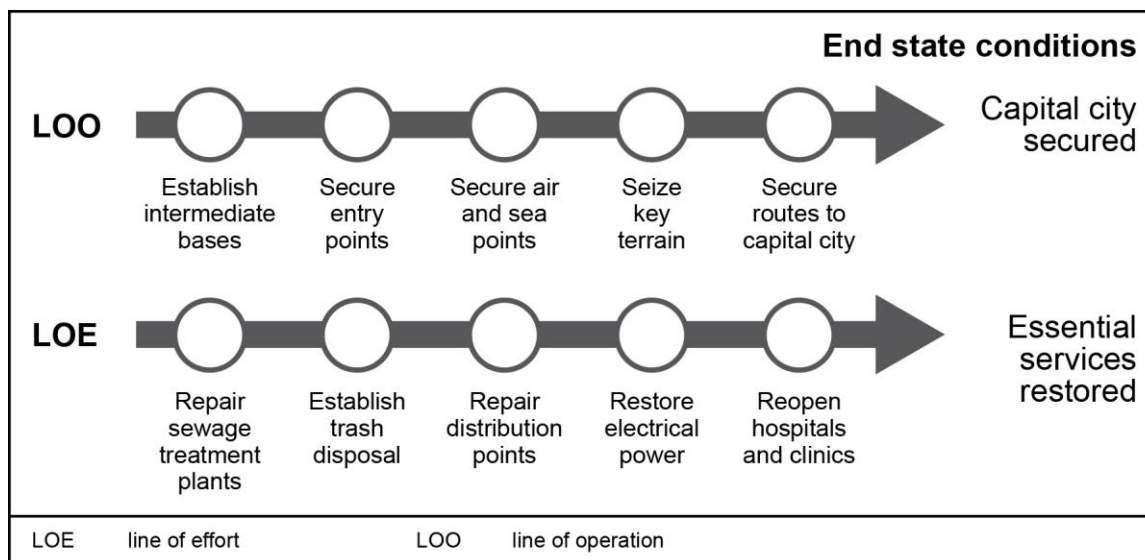 End state conditions
LOO
Capital city
secured
Establish
intermediate
bases
Secure
entry
points
Secure air
and sea
points
Seize
key
terrain
Secure
routes to
capital city
LOE
Essential
services
restored
Repair
sewage
treatment
plants
Establish
trash
disposal
Repair
distribution
points
Restore
electrical
power
Reopen
hospitals
and clinics
LOE line of effort LOO line of operation